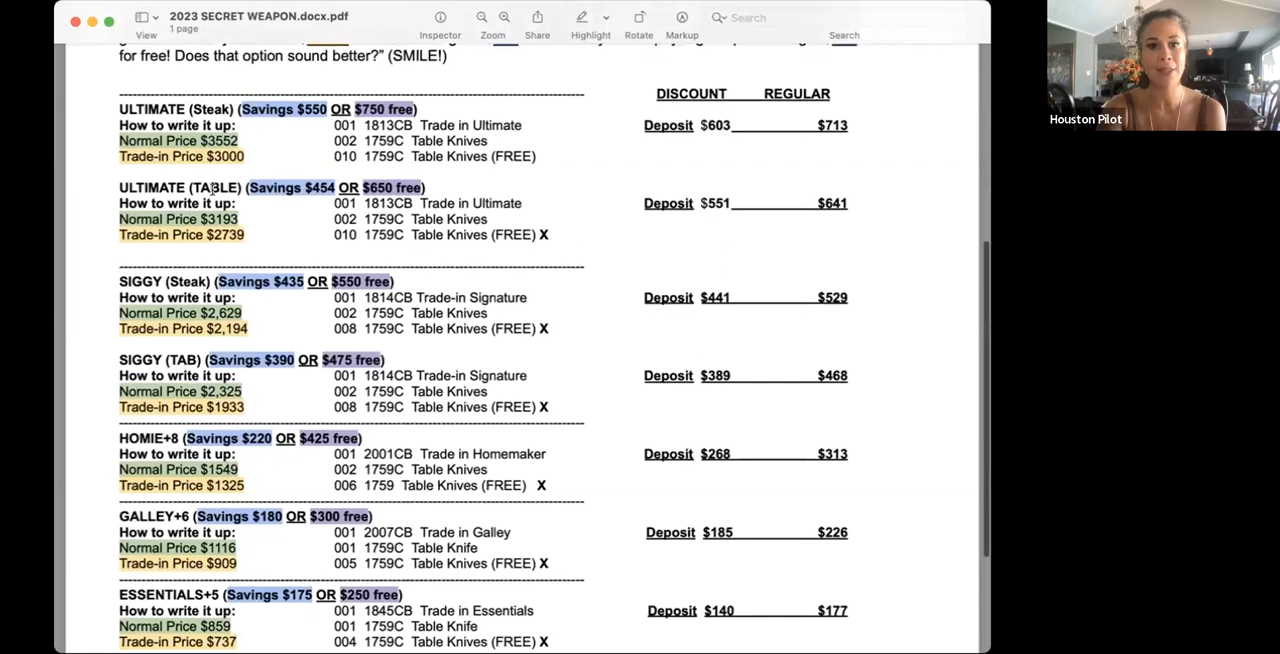 2023 SECRET WEAPON.docx.pdf
1 page
View
Inspector
Zoom
Share
Highlight
Rotate
Markup
Search
Search
for free! Does that option sound better?" (SMILE!)
DISCOUNT REGULAR
ULTIMATE (Steak) (Savings $550 OR $750 free)
How to write it up: 001 1813CB Trade in Ultimate Deposit $603 $713
Normal Price $3552 002 1759C Table Knives
Trade-in Price $3000 010 1759C Table Knives (FREE)
ULTIMATE (TABLE) (Savings $454 OR $650 free)
How to write it up: 001 1813CB Trade in Ultimate Deposit $551 $641
Normal Price $3193 002 1759C Table Knives
Trade-in Price $2739 010 1759C Table Knives (FREE) X
SIGGY (Steak) (Savings $435 OR $550 free)
How to write it up: 001 1814CB Trade-in Signature Deposit $441 $529
Normal Price $2,629 002 1759C Table Knives
Trade-in Price $2,194 008 1759C Table Knives (FREE) X
SIGGY (TAB) (Savings $390 OR $475 free)
How to write it up: 001 1814CB Trade-in Signature Deposit $389 $468
Normal Price $2,325 002 1759C Table Knives
Trade-in Price $1933 008 1759C Table Knives (FREE) X
HOMIE+8 (Savings $220 OR $425 free)
How to write it up: 001 2001CB Trade in Homemaker Deposit $268 $313
Normal Price $1549 002 1759C Table Knives
Trade-in Price $1325 006 1759 Table Knives (FREE) X
GALLEY+6 (Savings $180 OR $300 free)
How to write it up: 001 2007CB Trade in Galley Deposit $185 $226
Normal Price $1116 001 1759C Table Knife
Trade-in Price $909 005 1759C Table Knives (FREE) X
ESSENTIALS+5 (Savings $175 OR $250 free)
How to write it up: 001 1845CB Trade in Essentials Deposit $140 $177
Normal Price $859 001 1759C Table Knife
Trade-in Price $737 004 1759C Table Knives (FREE) X
Houston Pilot